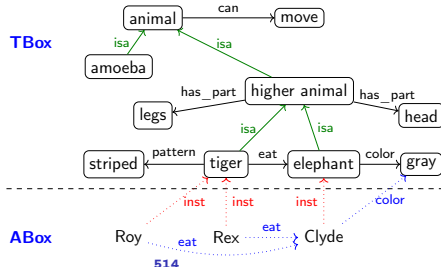 animal can move
TBox
isa isa
amoeba
higher animal
has_part has_part
legs head
isa isa
striped pattern tiger eat elephant color gray
inst inst inst color
ABox Roy Rex eat Clyde
eat
514